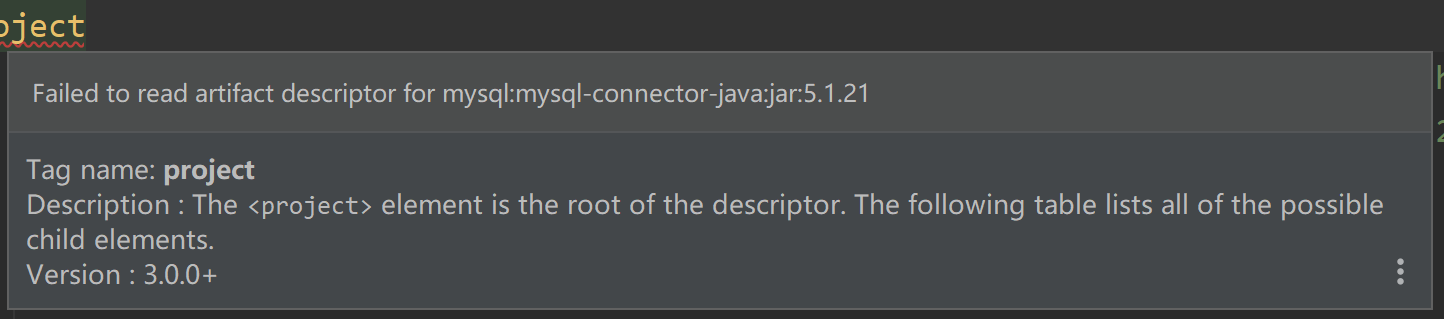 oject
Failed to read artifact descriptor for mysql:mysql-connector-java:jar:5.1.21
Tag name: project
Description : The <project> element is the root of the descriptor. The following table lists all of the possible
child elements.
Version : 3.0.0+